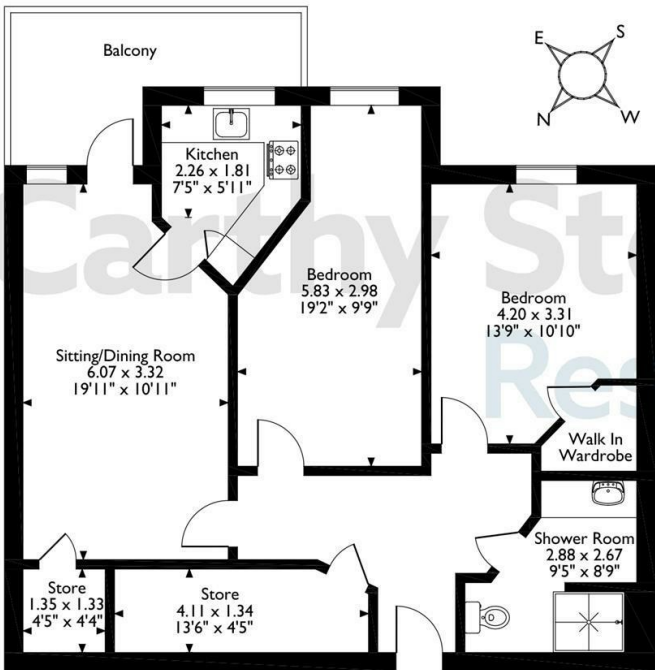 Balcony
E
S
N
W
Kitchen
2.26 x 1.81
7'5" x 5'11"
Bedroom
5.83 x 2.98
19'2" x 9'9"
Bedroom
4.20 x 3.31
13'9" x 10'10"
Sitting/Dining Room
6.07 x 3.32
19'11" x 10'11"
Walk In
Wardrobe
Shower Room
2.88 x 2.67
9'5" x 8'9"
Store
1.35 x 1.33
4'5" x 4'4"
Store
4.11 x 1.34
13'6" x 4'5"
Carthy Sto
Res